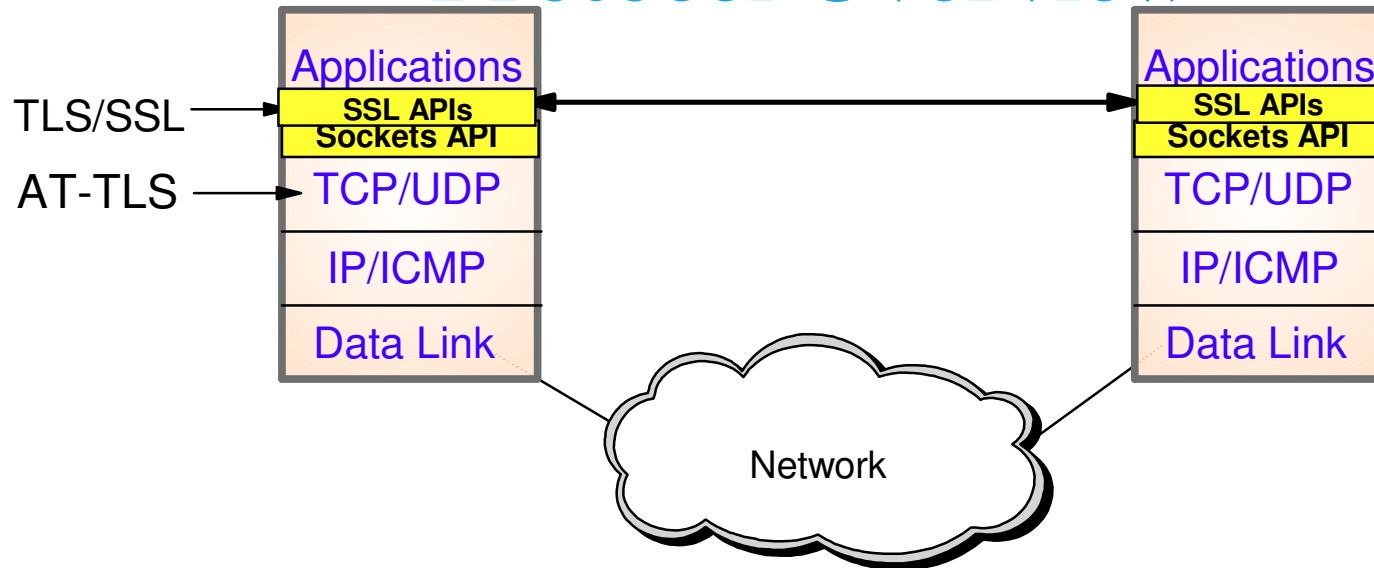 Applications
SSL APIs
Sockets API
TCP/UDP
IP/ICMP
Data Link
TLS/SSL
AT-TLS
Applications
SSL APIs
Sockets API
TCP/UDP
IP/ICMP
Data Link
Network